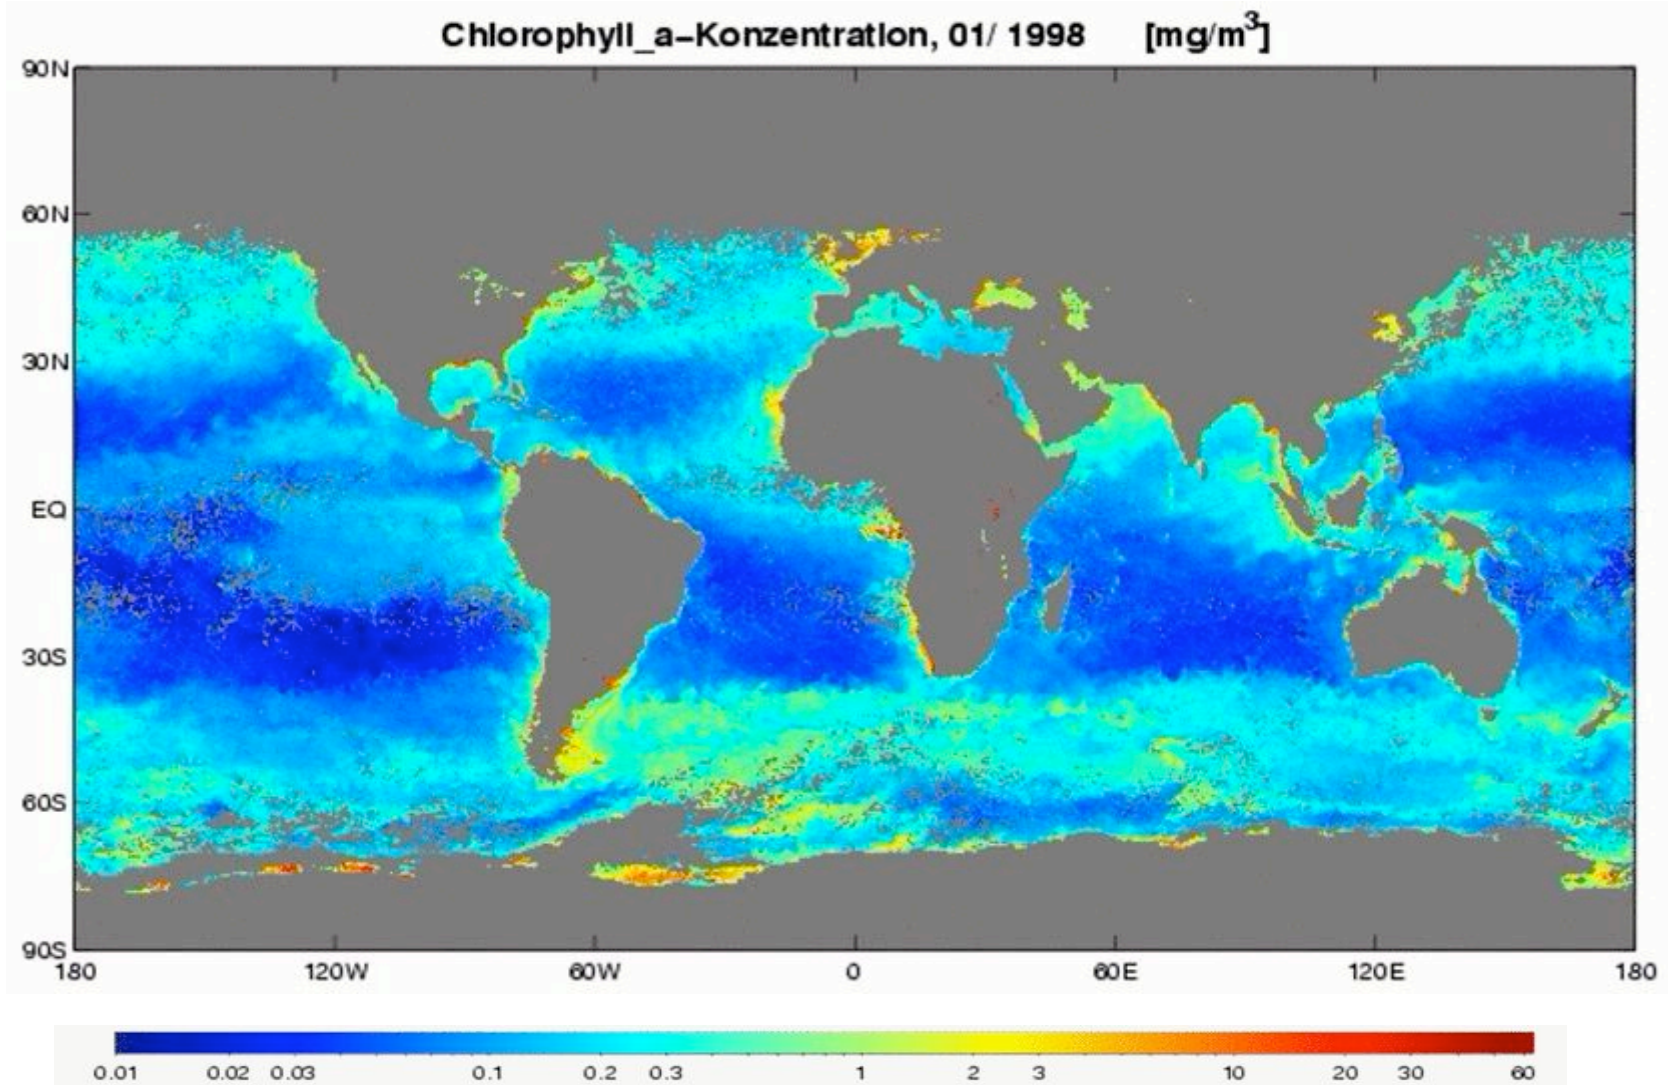 Chlorophyll_a-Konzentration, 01/ 1998 [mg/m³]
90N
60N
30N
EQ
30S
60S
90S
180 120W 60W 0 60E 120E 180
0.01 0.02 0.03 0.1 0.2 0.3 1 2 3 10 20 30 60